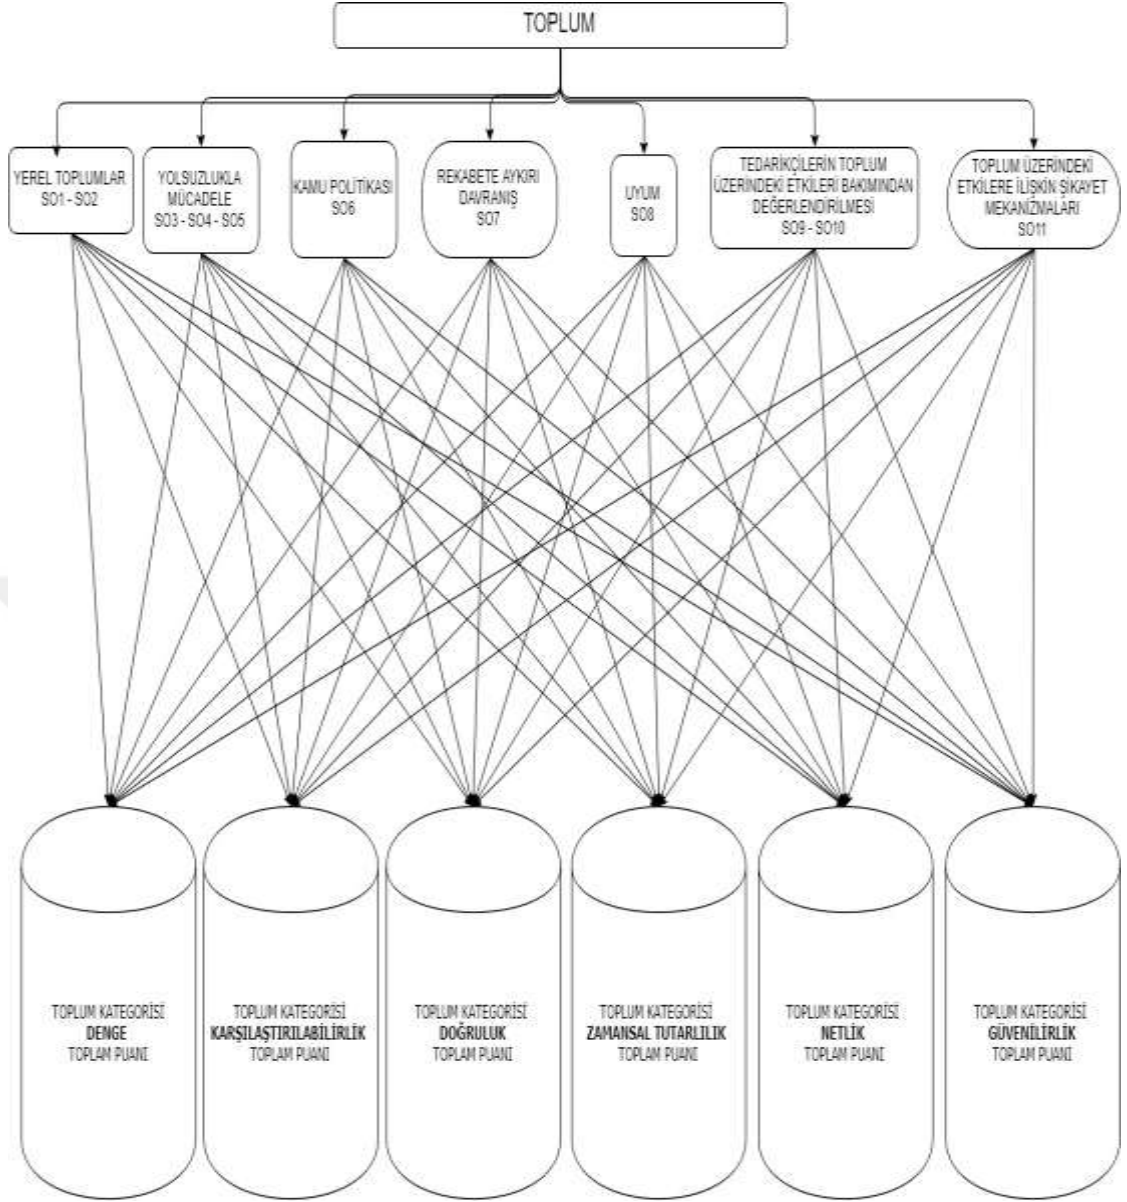 TOPLUM
YEREL TOPLUMLAR
SO1 - SO2
YOLSUZLUKLA
MÜCADELE
SO3 - SO4 - SO5
KAMU POLİTİKASI
SO6
REKABETE AYKIRI
DAVRANIŞ
SO7
UYUM
SO8
TEDARİKÇİLERİN TOPLUM
ÜZERİNDEKİ ETKİLERİ BAKIMINDAN
DEĞERLENDİRİLMESİ
SO9 - SO10
TOPLUM ÜZERİNDEKİ
ETKİLERE İLİŞKİN ŞİKAYET
MEKANİZMALARI
SO11
TOPLUM KATEGORİSİ
DENGE
TOPLAM PUANI
TOPLUM KATEGORİSİ
KARŞILAŞTIRILABİLİRLİK
TOPLAM PUANI
TOPLUM KATEGORİSİ
DOĞRULUK
TOPLAM PUANI
TOPLUM KATEGORİSİ
ZAMANSAL TUTARLILIK
TOPLAM PUANI
TOPLUM KATEGORİSİ
NETLİK
TOPLAM PUANI
TOPLUM KATEGORİSİ
GÜVENİLİRLİK
TOPLAM PUANI